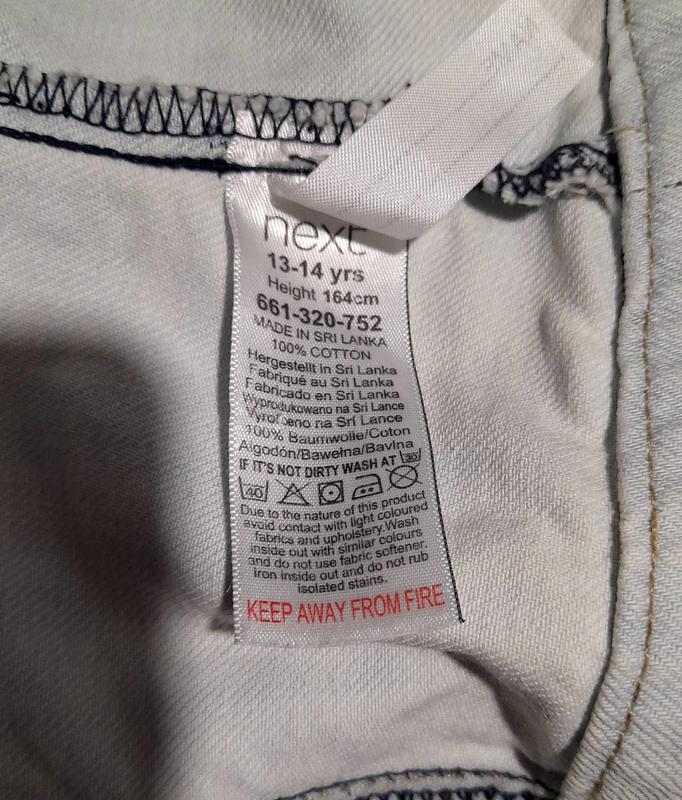 NAME
next
13-14 yrs
Height 164cm
661-320-752
MADE IN SRI LANKA
100% COTTON
Hergestellt in Sri Lanka
Fabriqué au Sri Lanka
Fabricado en Sri Lanka
Wyprodukowano na Sri Lance
na Srí Lance
100% Baumwolle/Coton
Algodón/Bawełna/Bavlna
IF IT'S NOT DIRTY WASH AT 30
40
Due to the nature of this product
avoid contact with light coloured
fabrics and upholstery.Wash
inside out with similar colours
and do not use fabric softener.
Iron inside out and do not rub
isolated stains.
KEEP AWAY FROM FIRE